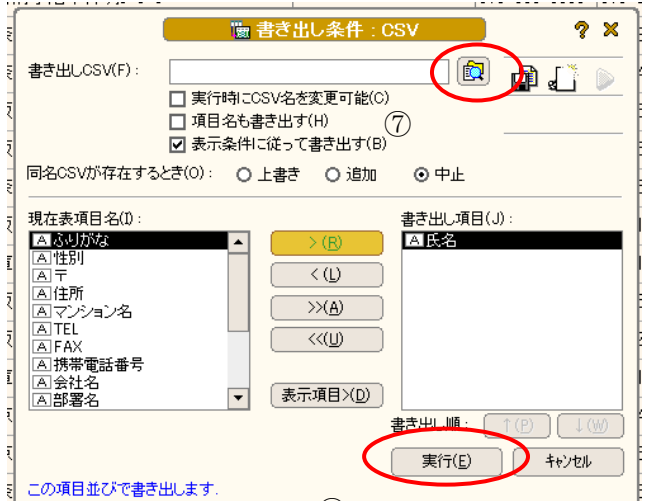 書き出し条件：CSV
書き出しCSV(F)：
実行時にCSV名を変更可能(C)
項目名も書き出す(H)
⑦
表示条件に従って書き出す(B)
同名CSVが存在するとき(O)： 上書き 追加 中止
現在表項目名(I)：
ふりがな
性別
〒
住所
マンション名
TEL
FAX
携帯電話番号
会社名
部署名
>(R)
<(L)
>>(A)
<<(U)
表示項目>(D)
書き出し項目(J)：
氏名
書き出し順： ↑(P) ↓(W)
実行(E) キャンセル
この項目並びで書き出します.